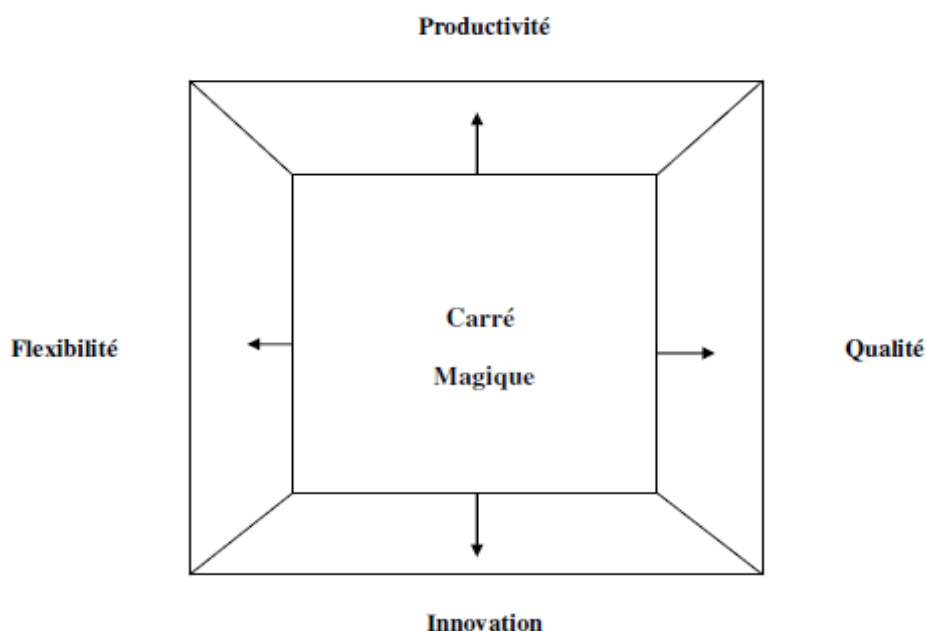 Productivité
Carré
Flexibilité
Qualité
Magique
Innovation